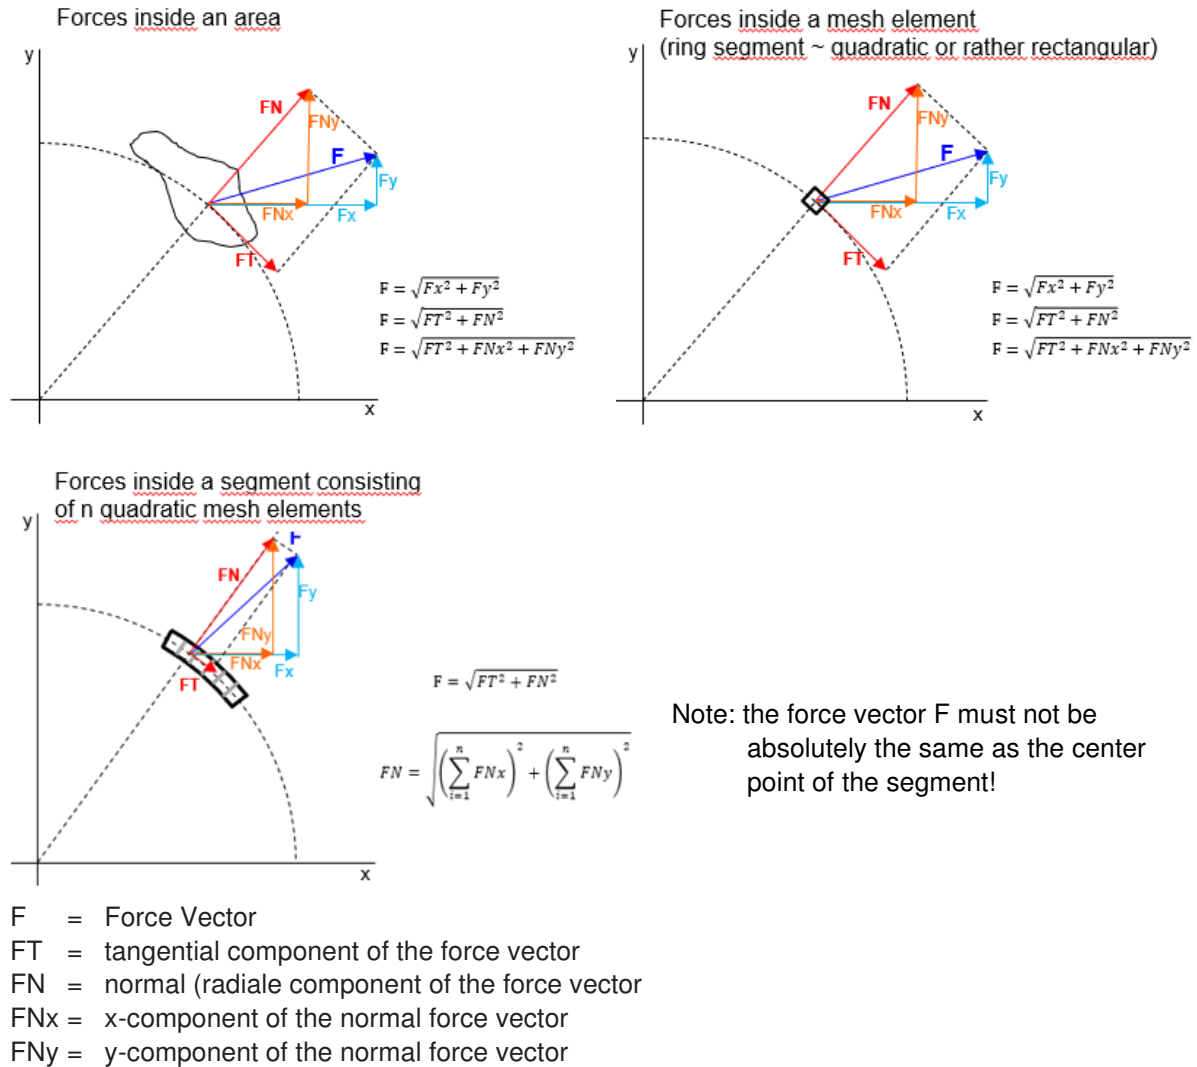 Forces inside an area
y
FN
FNy
F
Fy
FNx
Fx
FT
F = √(Fx² + Fy²)
F = √(FT² + FN²)
F = √(FT² + FNx² + FNy²)
x
Forces inside a mesh element
(ring segment ~ quadratic or rather rectangular)
y
FN
FNy
F
Fy
FNx
Fx
FT
F = √(Fx² + Fy²)
F = √(FT² + FN²)
F = √(FT² + FNx² + FNy²)
x
Forces inside a segment consisting
of n quadratic mesh elements
y
F
FN
Fy
FNy
FNx
Fx
FT
F = √(FT² + FN²)
FN = √((∑ⁿᵢ₌₁ FNx)² + (∑ⁿᵢ₌₁ FNy)²)
x
Note: the force vector F must not be
absolutely the same as the center
point of the segment!
F = Force Vector
FT = tangential component of the force vector
FN = normal (radiale component of the force vector
FNx = x-component of the normal force vector
FNy = y-component of the normal force vector